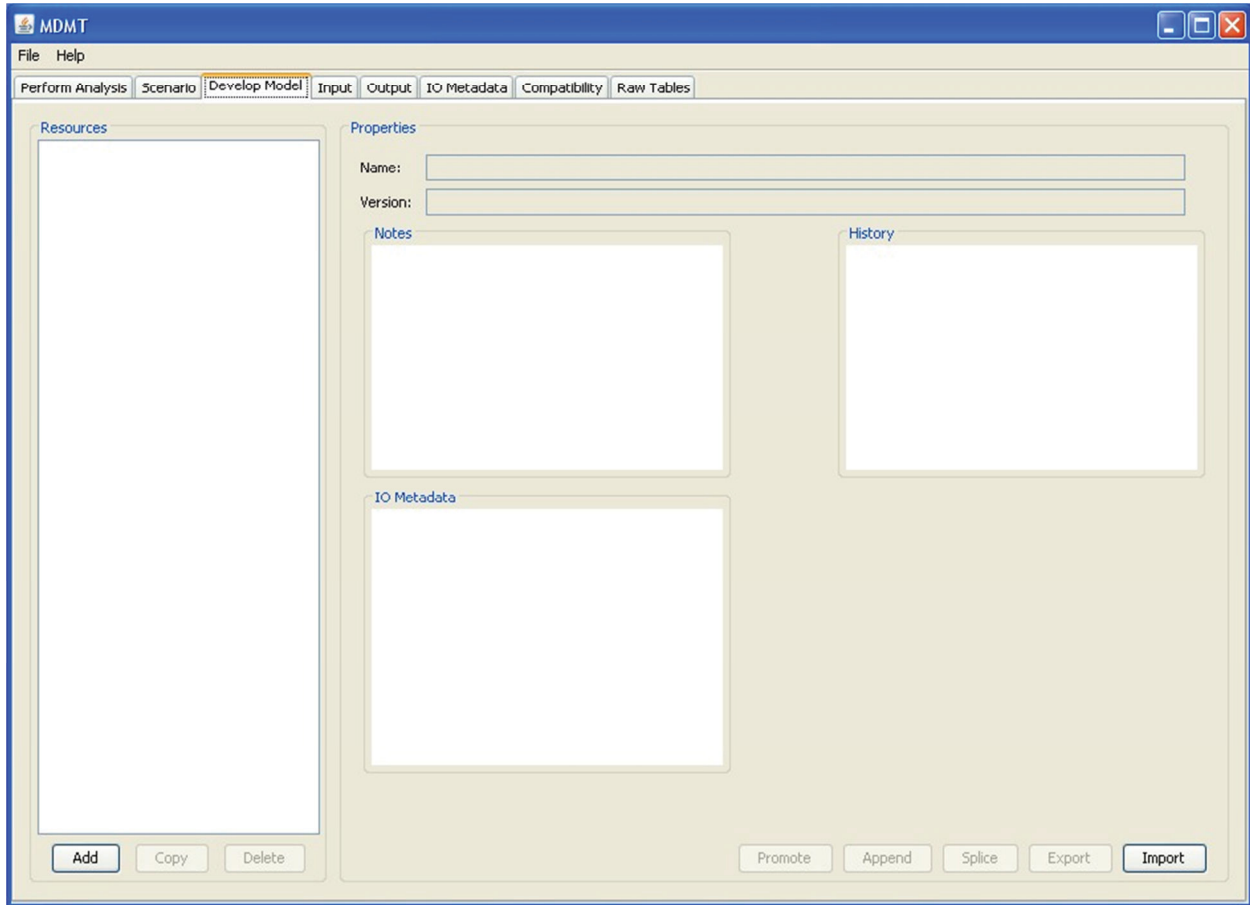 MDMT
File Help
Perform Analysis Scenario Develop Model Input Output IO Metadata Compatibility Raw Tables
Resources
Properties
Name:
Version:
Notes
History
IO Metadata
Add Copy Delete
Promote Append Splice Export Import